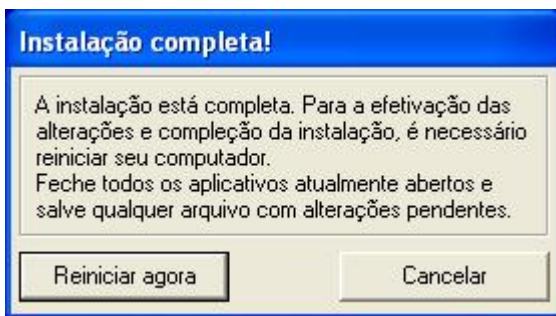 Instalação completa!
A instalação está completa. Para a efetivação das
alterações e compleção da instalação, é necessário
reiniciar seu computador.
Feche todos os aplicativos atualmente abertos e
salve qualquer arquivo com alterações pendentes.
Reiniciar agora
Cancelar